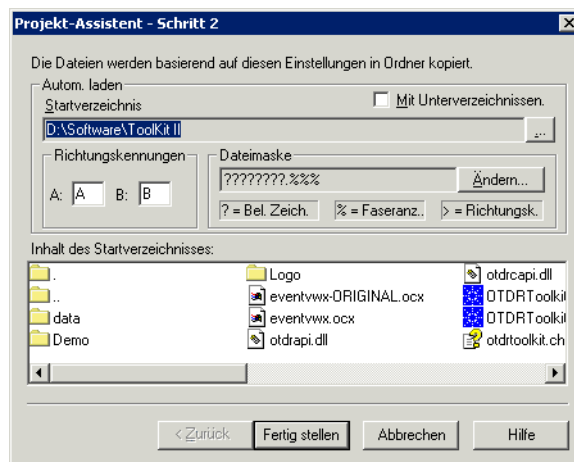 Projekt-Assistent - Schritt 2
Die Dateien werden basierend auf diesen Einstellungen in Ordner kopiert.
Autom. laden
Startverzeichnis
Mit Unterverzeichnissen.
D:\Software\ToolKit II
...
Richtungskennungen
A: A B: B
Dateimaske
????????.%%%
Ändern...
? = Bel. Zeich. % = Faseranz.. > = Richtungsk.
Inhalt des Startverzeichnisses:
. Logo otdrcapi.dll
.. eventvwx-ORIGINAL.ocx OTDRToolki
data eventvwx.ocx OTDRToolki
Demo otdrapi.dll otdrtoolkit.ch
< Zurück Fertig stellen Abbrechen Hilfe